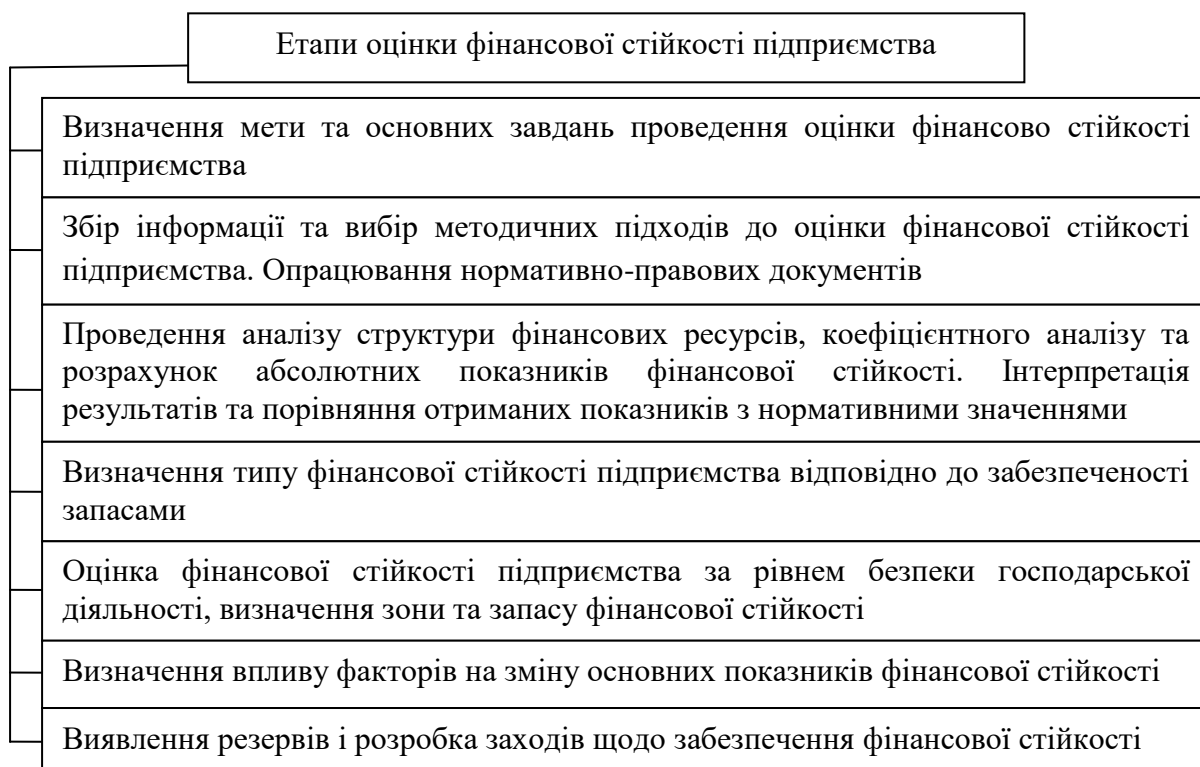 Етапи оцінки фінансової стійкості підприємства
Визначення мети та основних завдань проведення оцінки фінансово стійкості
підприємства
Збір інформації та вибір методичних підходів до оцінки фінансової стійкості
підприємства. Опрацювання нормативно-правових документів
Проведення аналізу структури фінансових ресурсів, коефіцієнтного аналізу та
розрахунок абсолютних показників фінансової стійкості. Інтерпретація
результатів та порівняння отриманих показників з нормативними значеннями
Визначення типу фінансової стійкості підприємства відповідно до забезпеченості
запасами
Оцінка фінансової стійкості підприємства за рівнем безпеки господарської
діяльності, визначення зони та запасу фінансової стійкості
Визначення впливу факторів на зміну основних показників фінансової стійкості
Виявлення резервів і розробка заходів щодо забезпечення фінансової стійкості